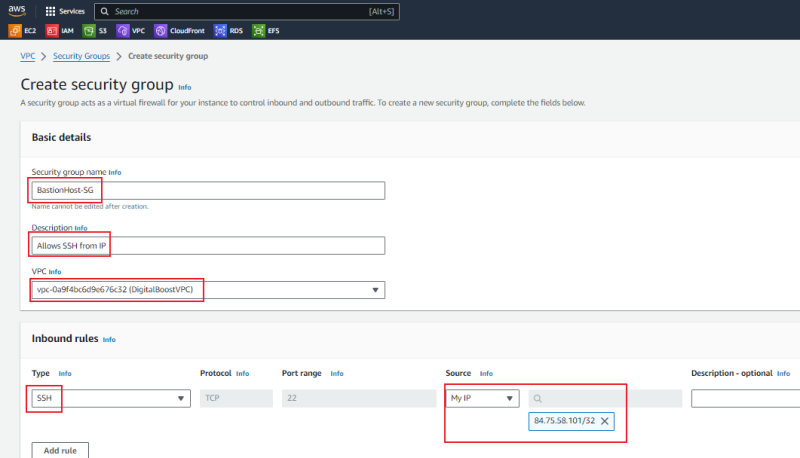 aws Services Search [Alt+S]
EC2 IAM S3 VPC CloudFront RDS EFS
VPC > Security Groups > Create security group
Create security group Info
A security group acts as a virtual firewall for your instance to control inbound and outbound traffic. To create a new security group, complete the fields below.
Basic details
Security group name Info
BastionHost-SG
Name cannot be edited after creation.
Description Info
Allows SSH from IP
VPC Info
vpc-0a9f4bc6d9e676c32 (DigitalBoostVPC)
Inbound rules Info
Type Info Protocol Info Port range Info Source Info Description - optional Info
SSH TCP 22 My IP
84.75.58.101/32
Add rule